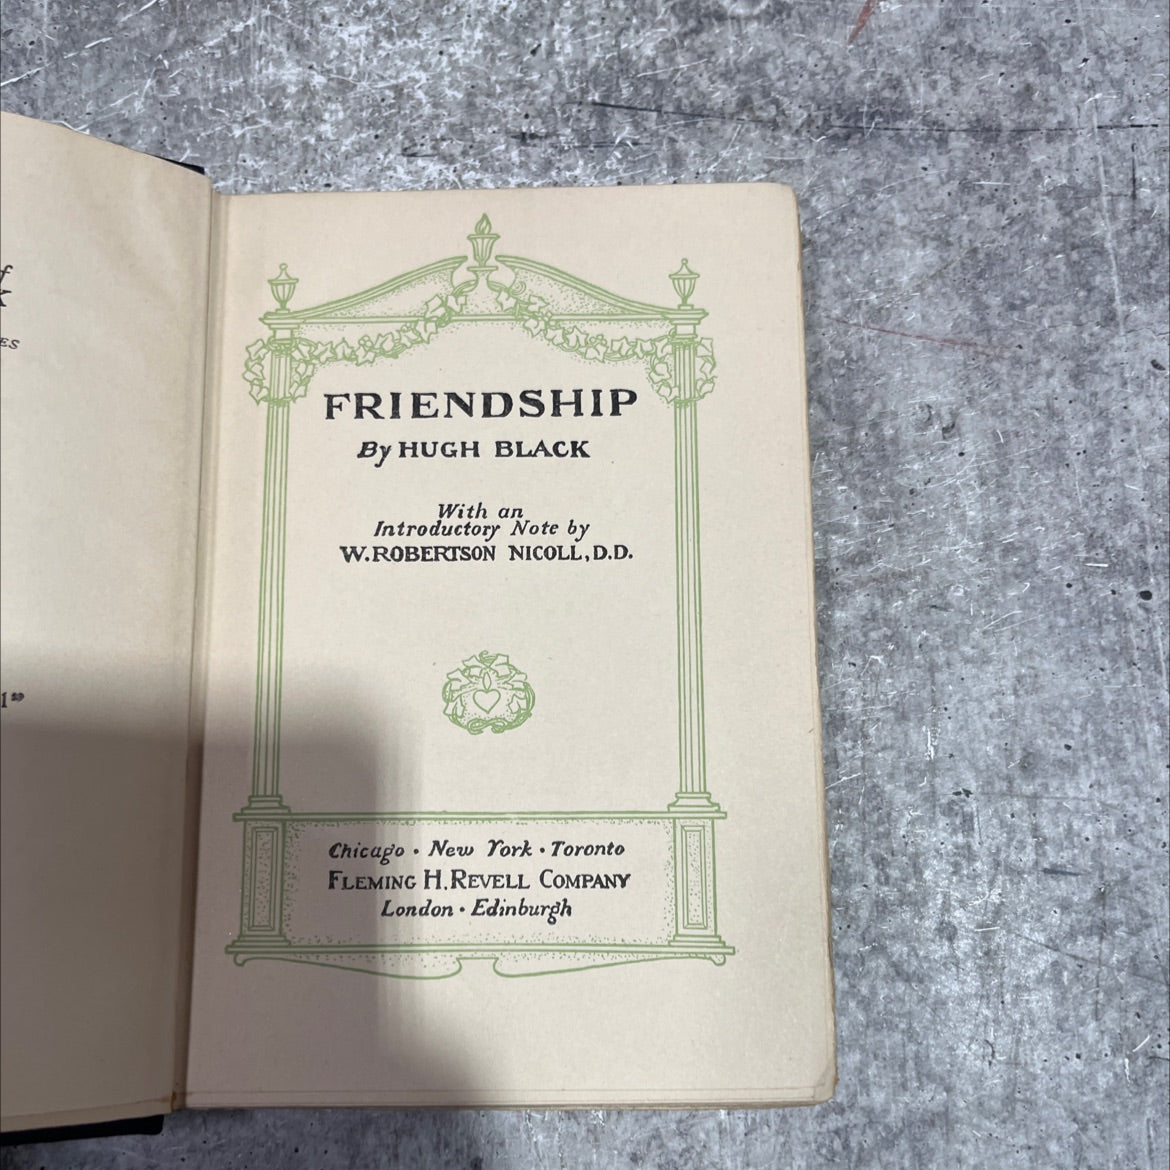 FRIENDSHIP
By HUGH BLACK
With an
Introductory Note by
W. ROBERTSON NICOLL, D.D.
Chicago • New York • Toronto
FLEMING H. REVELL COMPANY
London • Edinburgh